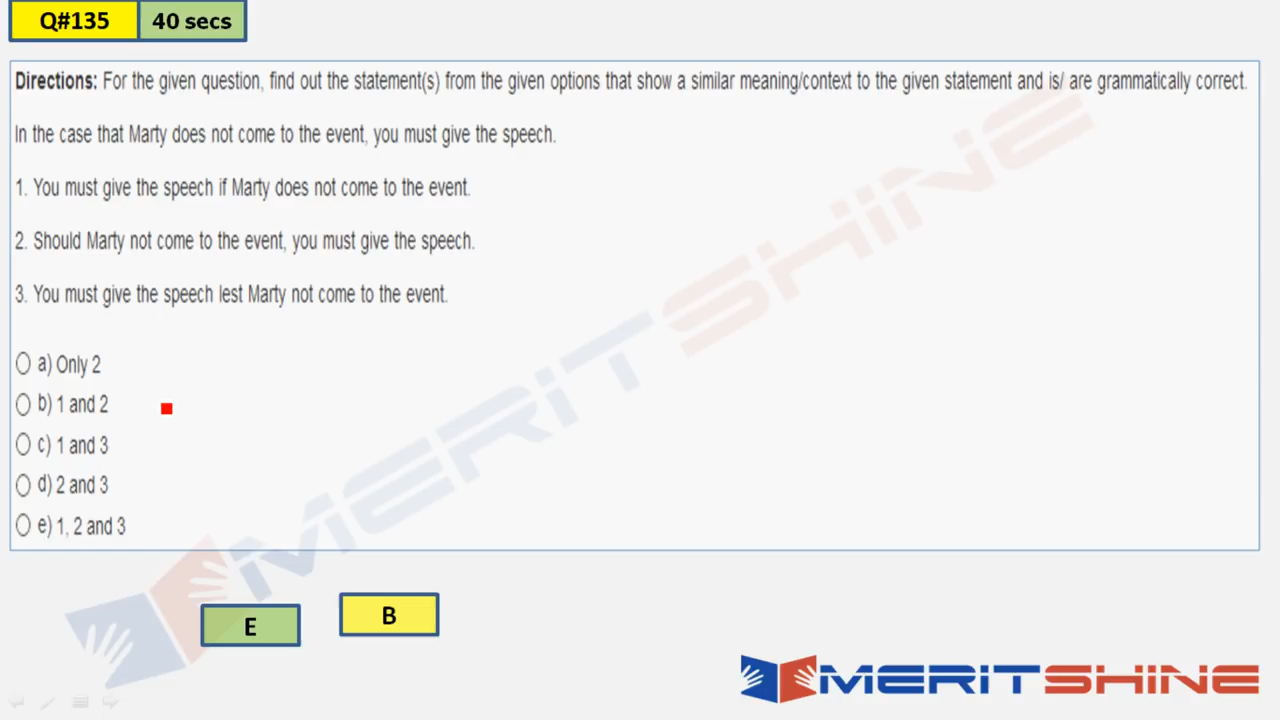 Q#135 40 secs
Directions: For the given question, find out the statement(s) from the given options that show a similar meaning/context to the given statement and is/ are grammatically correct.
In the case that Marty does not come to the event, you must give the speech.
1. You must give the speech if Marty does not come to the event.
2. Should Marty not come to the event, you must give the speech.
3. You must give the speech lest Marty not come to the event.
a) Only 2
b) 1 and 2
c) 1 and 3
d) 2 and 3
e) 1, 2 and 3
E B
MERITSHINE
MERITSHINE